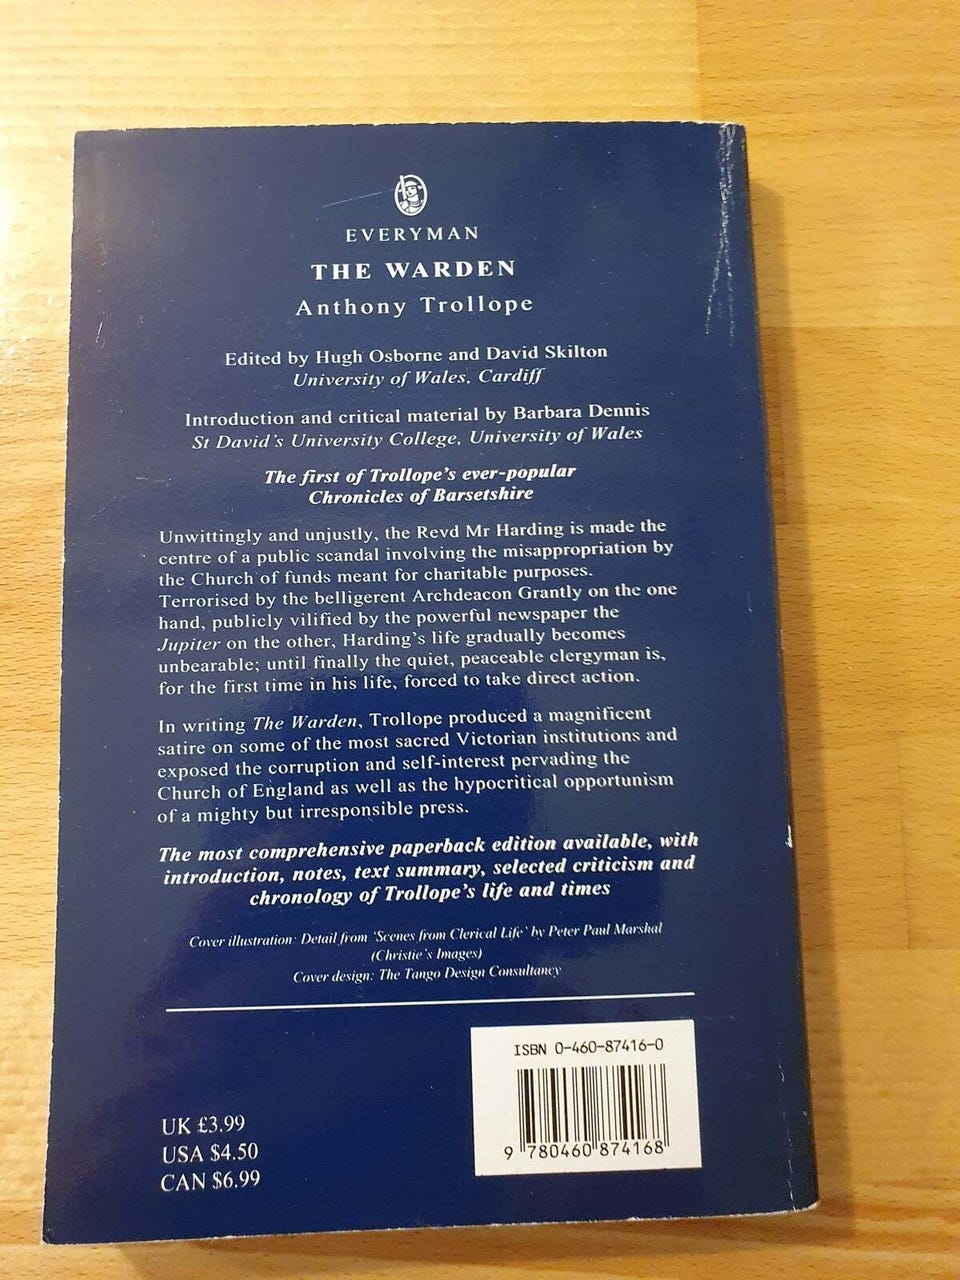 EVERYMAN
THE WARDEN
Anthony Trollope
Edited by Hugh Osborne and David Skilton
University of Wales, Cardiff
Introduction and critical material by Barbara Dennis
St David's University College, University of Wales
The first of Trollope's ever-popular
Chronicles of Barsetshire
Unwittingly and unjustly, the Revd Mr Harding is made the
centre of a public scandal involving the misappropriation by
the Church of funds meant for charitable purposes.
Terrorised by the belligerent Archdeacon Grantly on the one
hand, publicly vilified by the powerful newspaper the
Jupiter on the other, Harding's life gradually becomes
unbearable; until finally the quiet, peaceable clergyman is,
for the first time in his life, forced to take direct action.
In writing The Warden, Trollope produced a magnificent
satire on some of the most sacred Victorian institutions and
exposed the corruption and self-interest pervading the
Church of England as well as the hypocritical opportunism
of a mighty but irresponsible press.
The most comprehensive paperback edition available, with
introduction, notes, text summary, selected criticism and
chronology of Trollope's life and times
Cover illustration: Detail from 'Scenes from Clerical Life' by Peter Paul Marshal
(Christie's Images)
Cover design: The Tango Design Consultancy
ISBN 0-460-87416-0
9 780460 874168
UK £3.99
USA $4.50
CAN $6.99